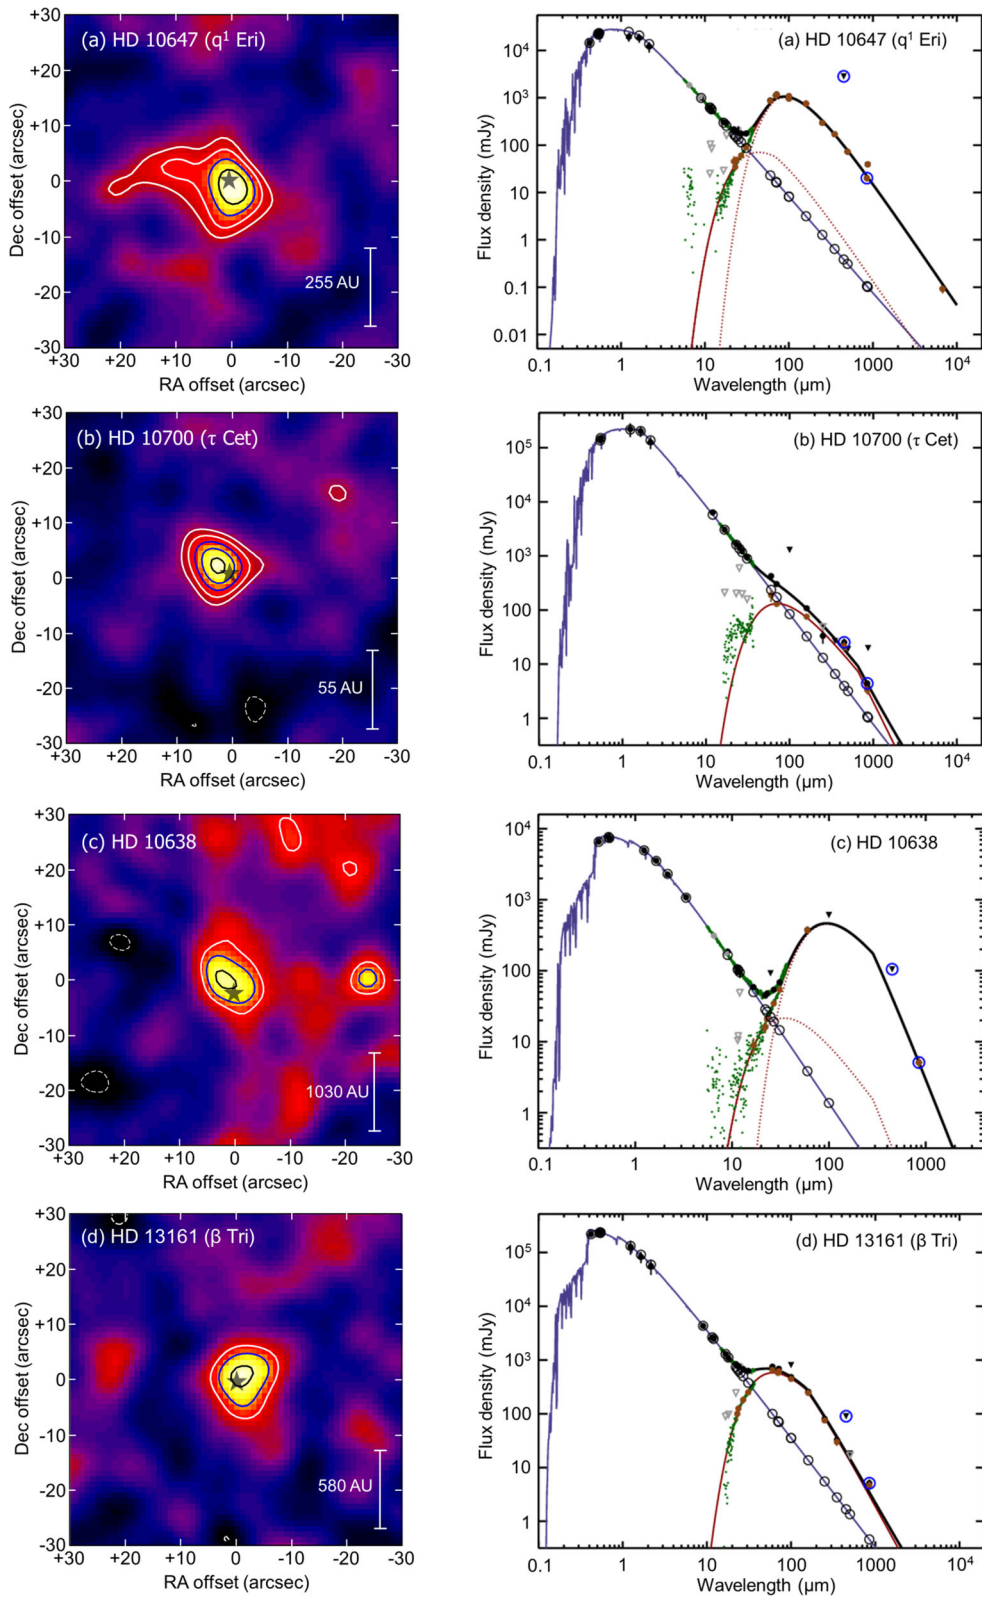 (a) HD 10647 (q¹ Eri)
+30
+20
+10
0
-10
-20
-30
Dec offset (arcsec)
255 AU
+30 +20 +10 0 -10 -20 -30
RA offset (arcsec)
(a) HD 10647 (q¹ Eri)
10⁴
10³
100
10
1
0.1
0.01
Flux density (mJy)
0.1 1 10 100 1000 10⁴
Wavelength (µm)
(b) HD 10700 (τ Cet)
+30
+20
+10
0
-10
-20
-30
Dec offset (arcsec)
55 AU
+30 +20 +10 0 -10 -20 -30
RA offset (arcsec)
(b) HD 10700 (τ Cet)
10⁵
10⁴
10³
100
10
1
Flux density (mJy)
0.1 1 10 100 1000 10⁴
Wavelength (µm)
(c) HD 10638
+30
+20
+10
0
-10
-20
-30
Dec offset (arcsec)
1030 AU
+30 +20 +10 0 -10 -20 -30
RA offset (arcsec)
(c) HD 10638
10⁴
10³
100
10
1
Flux density (mJy)
0.1 1 10 100 1000
Wavelength (µm)
(d) HD 13161 (β Tri)
+30
+20
+10
0
-10
-20
-30
Dec offset (arcsec)
580 AU
+30 +20 +10 0 -10 -20 -30
RA offset (arcsec)
(d) HD 13161 (β Tri)
10⁵
10⁴
10³
100
10
1
Flux density (mJy)
0.1 1 10 100 1000 10⁴
Wavelength (µm)